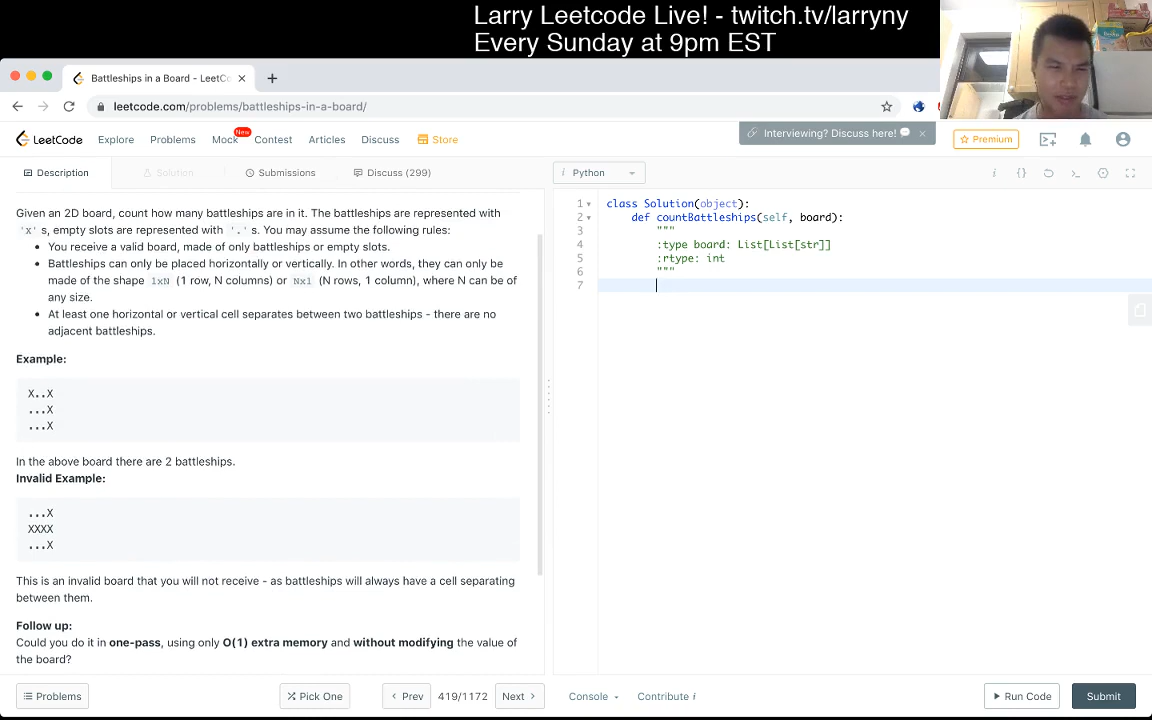 Larry Leetcode Live! - twitch.tv/larryny
Every Sunday at 9pm EST
Battleships in a Board - LeetCo
leetcode.com/problems/battleships-in-a-board/
LeetCode
Explore
Problems
Mock
New
Contest
Articles
Discuss
Store
Interviewing? Discuss here!
Premium
Description
Solution
Submissions
Discuss (299)
i Python
Given an 2D board, count how many battleships are in it. The battleships are represented with
'X' s, empty slots are represented with '.' s. You may assume the following rules:
You receive a valid board, made of only battleships or empty slots.
Battleships can only be placed horizontally or vertically. In other words, they can only be
made of the shape 1xN (1 row, N columns) or Nx1 (N rows, 1 column), where N can be of
any size.
At least one horizontal or vertical cell separates between two battleships - there are no
adjacent battleships.
Example:
X..X
...X
...X
In the above board there are 2 battleships.
Invalid Example:
...X
XXXX
...X
This is an invalid board that you will not receive - as battleships will always have a cell separating
between them.
Follow up:
Could you do it in one-pass, using only O(1) extra memory and without modifying the value of
the board?
1 class Solution(object):
2 def countBattleships(self, board):
3 """
4 :type board: List[List[str]]
5 :rtype: int
6 """
7
Problems
Pick One
Prev
419/1172
Next
Console
Contribute i
Run Code
Submit